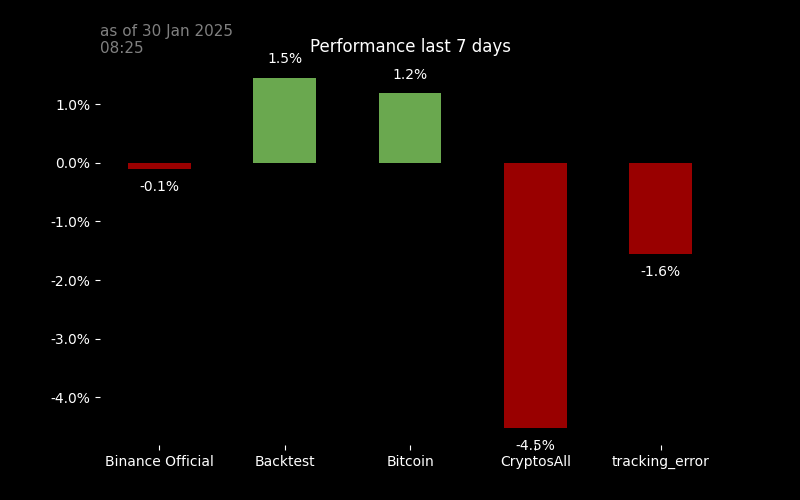 as of 30 Jan 2025
08:25
Performance last 7 days
1.5%
1.2%
1.0%
0.0%
-0.1%
-1.0%
-1.6%
-2.0%
-3.0%
-4.0%
-4.5%
Binance Official
Backtest
Bitcoin
CryptosAll
tracking_error